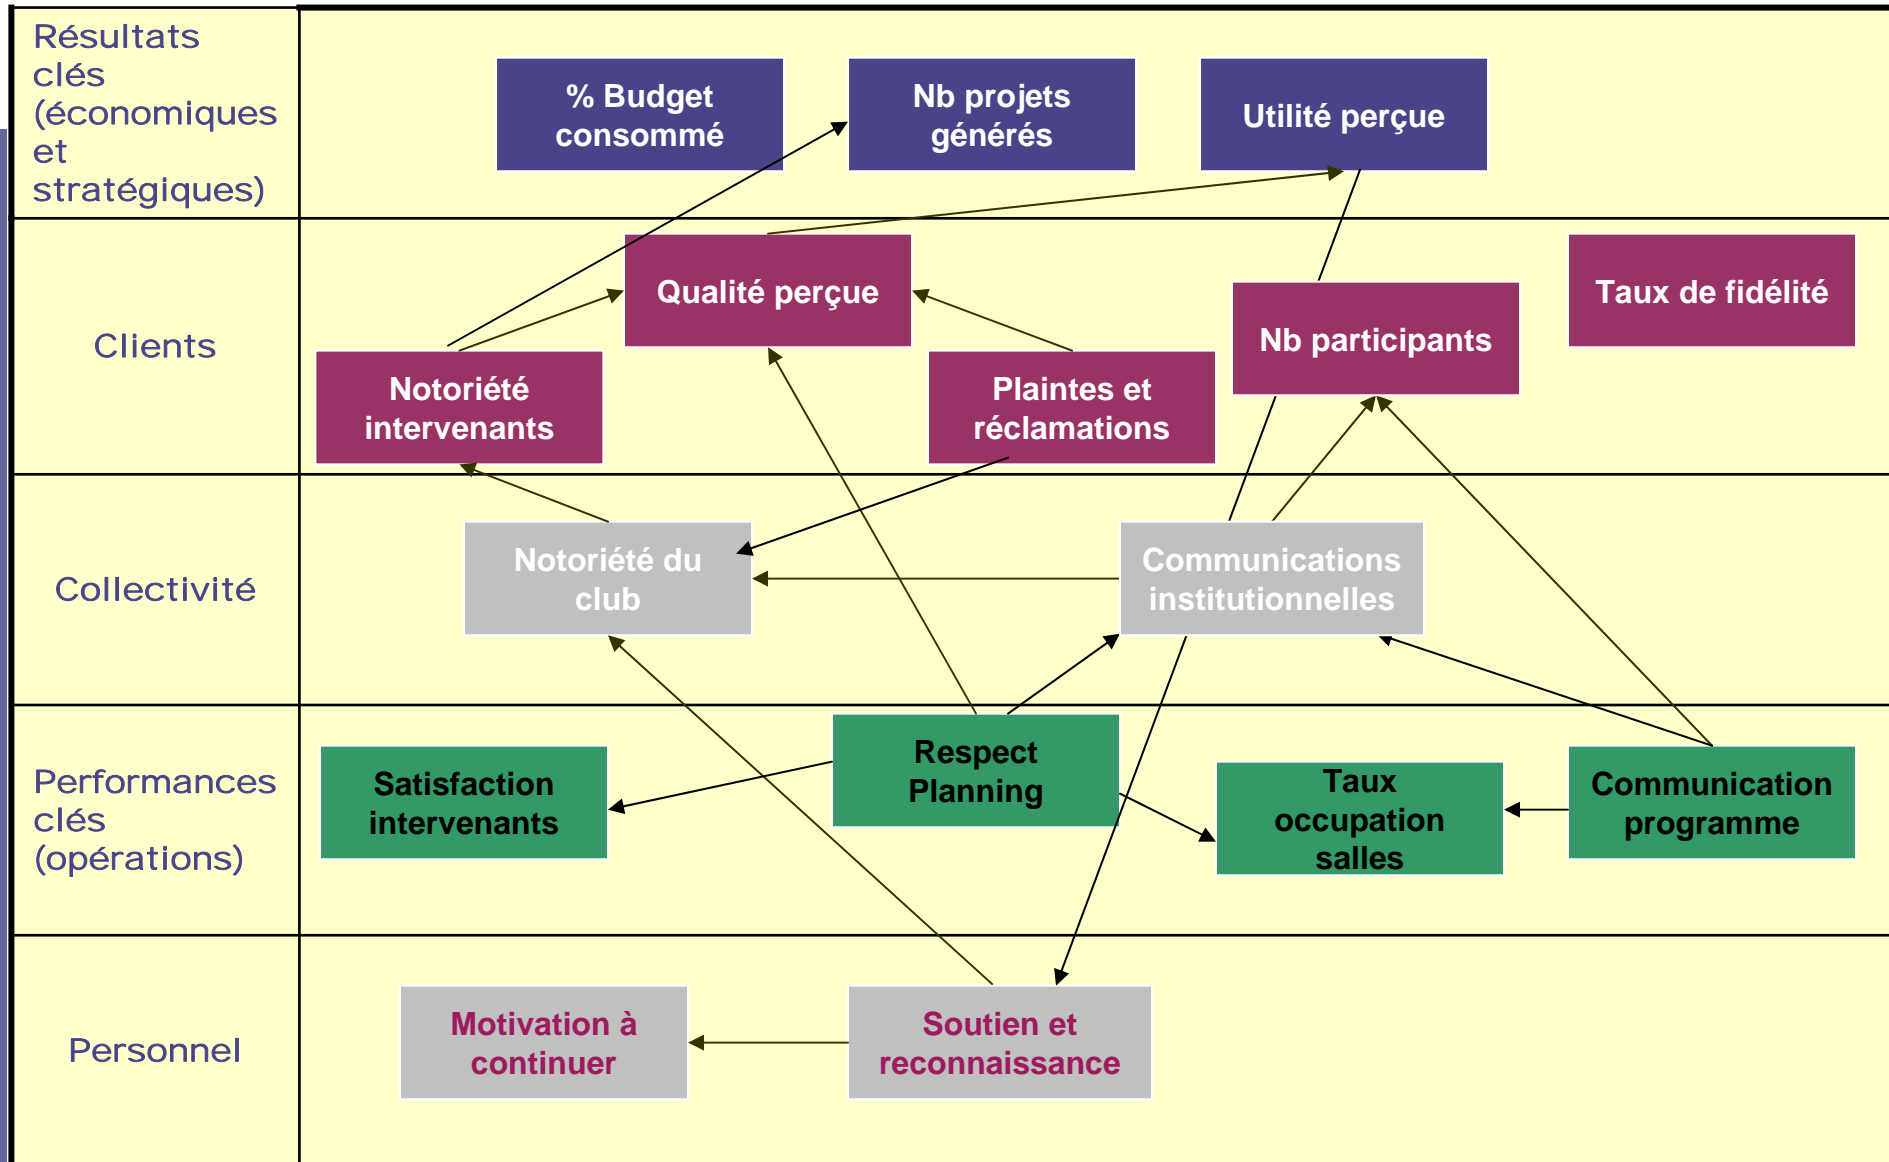 Résultats
clés
(économiques
et
stratégiques)
% Budget
consommé
Nb projets
générés
Utilité perçue
Clients
Qualité perçue
Taux de fidélité
Nb participants
Notoriété
intervenants
Plaintes et
réclamations
Collectivité
Notoriété du
club
Communications
institutionnelles
Performances
clés
(opérations)
Satisfaction
intervenants
Respect
Planning
Taux
occupation
salles
Communication
programme
Personnel
Motivation à
continuer
Soutien et
reconnaissance